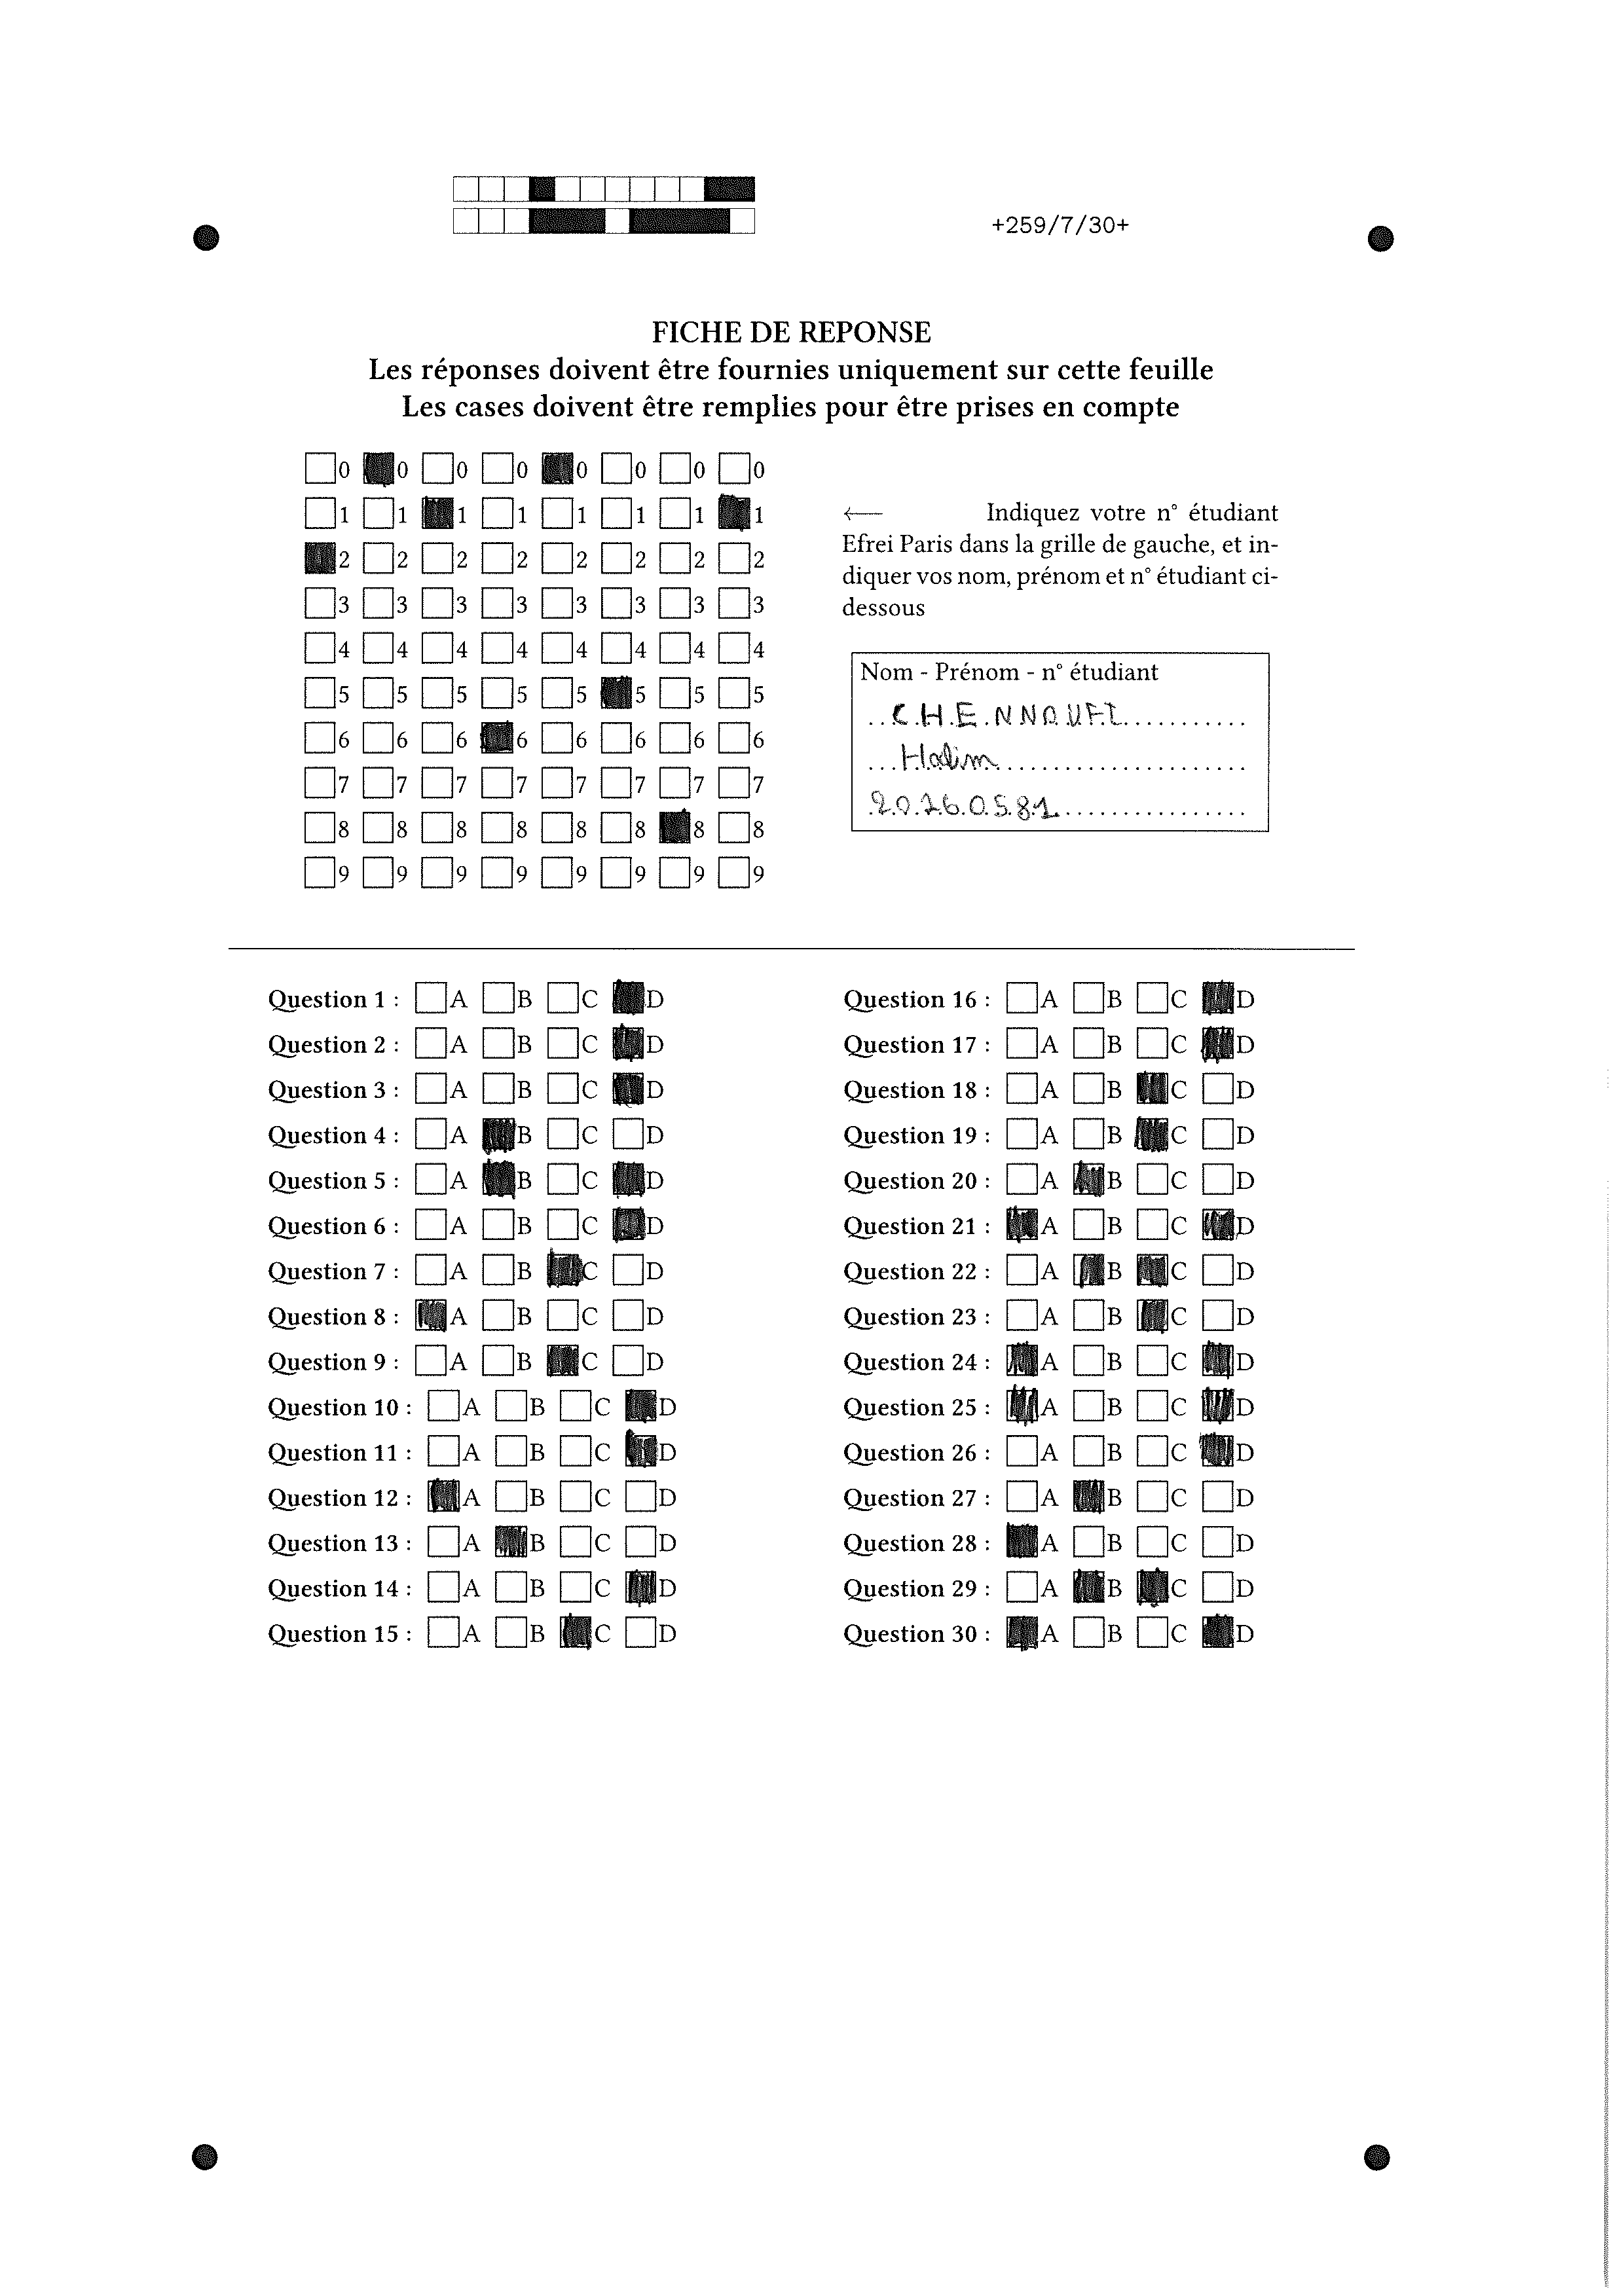 +259/7/30+
FICHE DE REPONSE
Les réponses doivent être fournies uniquement sur cette feuille
Les cases doivent être remplies pour être prises en compte
0 0 0 0 0 0 0 0
1 1 1 1 1 1 1 1
2 2 2 2 2 2 2 2
3 3 3 3 3 3 3 3
4 4 4 4 4 4 4 4
5 5 5 5 5 5 5 5
6 6 6 6 6 6 6 6
7 7 7 7 7 7 7 7
8 8 8 8 8 8 8 8
9 9 9 9 9 9 9 9
← Indiquez votre n° étudiant
Efrei Paris dans la grille de gauche, et in-
diquer vos nom, prénom et n° étudiant ci-
dessous
Nom - Prénom - n° étudiant
CHENNOUFI
Halim
20160581
Question 1 : A B C D
Question 2 : A B C D
Question 3 : A B C D
Question 4 : A B C D
Question 5 : A B C D
Question 6 : A B C D
Question 7 : A B C D
Question 8 : A B C D
Question 9 : A B C D
Question 10 : A B C D
Question 11 : A B C D
Question 12 : A B C D
Question 13 : A B C D
Question 14 : A B C D
Question 15 : A B C D
Question 16 : A B C D
Question 17 : A B C D
Question 18 : A B C D
Question 19 : A B C D
Question 20 : A B C D
Question 21 : A B C D
Question 22 : A B C D
Question 23 : A B C D
Question 24 : A B C D
Question 25 : A B C D
Question 26 : A B C D
Question 27 : A B C D
Question 28 : A B C D
Question 29 : A B C D
Question 30 : A B C D